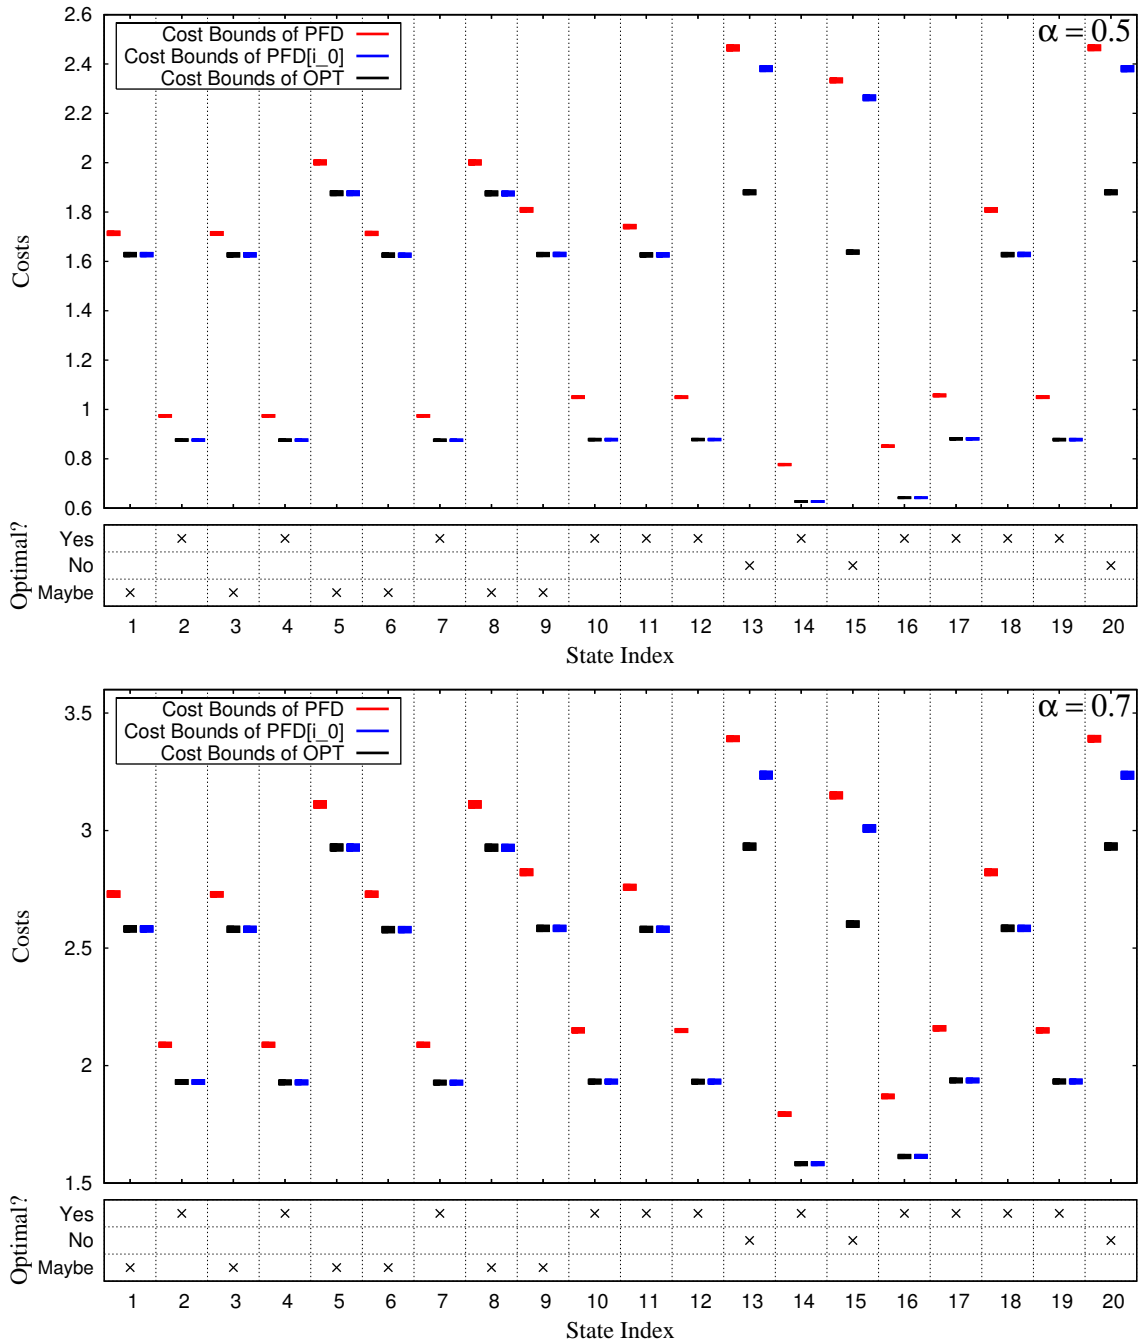 2.6
α = 0.5
Cost Bounds of PFD
Cost Bounds of PFD[i_0]
Cost Bounds of OPT
2.4
2.2
2
1.8
1.6
1.4
1.2
1
0.8
0.6
Costs
Optimal?
Yes
No
Maybe
1 2 3 4 5 6 7 8 9 10 11 12 13 14 15 16 17 18 19 20
State Index
α = 0.7
Cost Bounds of PFD
Cost Bounds of PFD[i_0]
Cost Bounds of OPT
3.5
3
2.5
2
1.5
Costs
Optimal?
Yes
No
Maybe
1 2 3 4 5 6 7 8 9 10 11 12 13 14 15 16 17 18 19 20
State Index